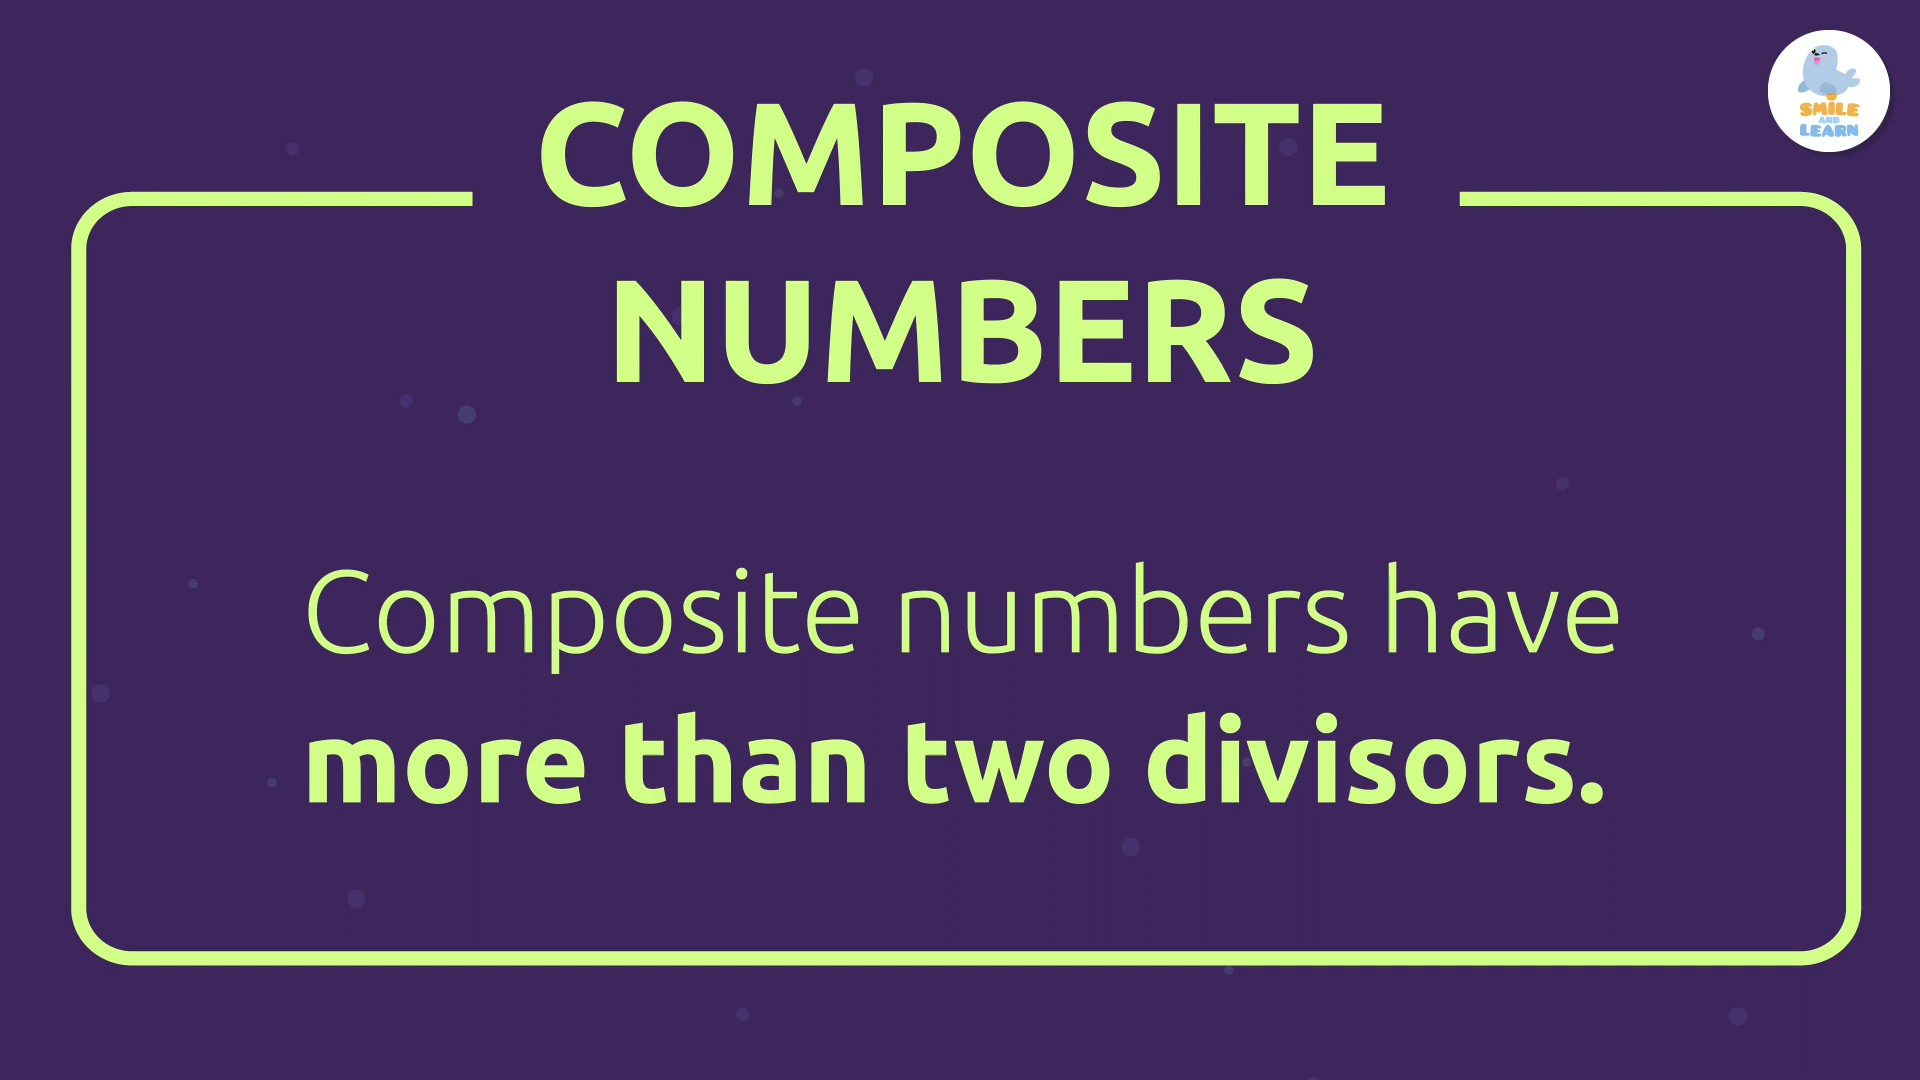 SMILE
AND
LEARN
COMPOSITE
NUMBERS
Composite numbers have
more than two divisors.